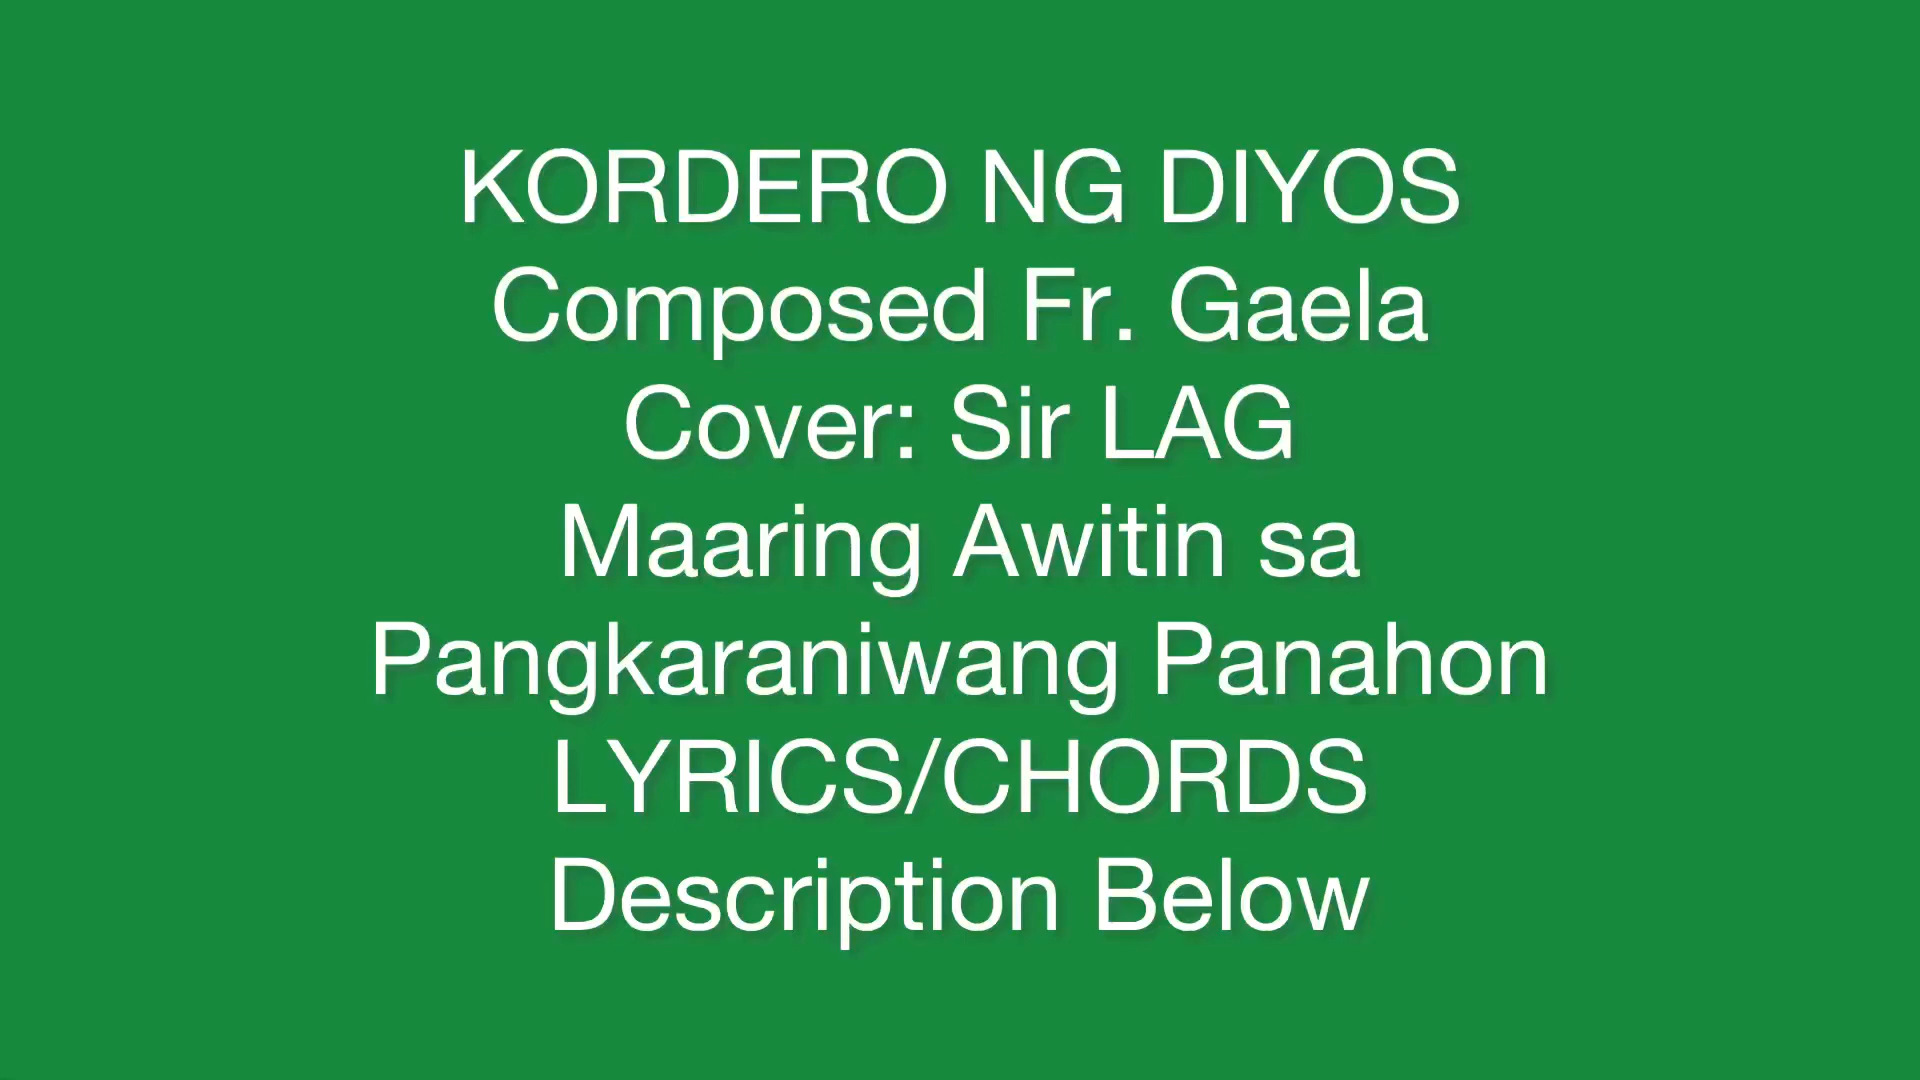 KORDERO NG DIYOS
Composed Fr. Gaela
Cover: Sir LAG
Maaring Awitin sa
Pangkaraniwang Panahon
LYRICS/CHORDS
Description Below